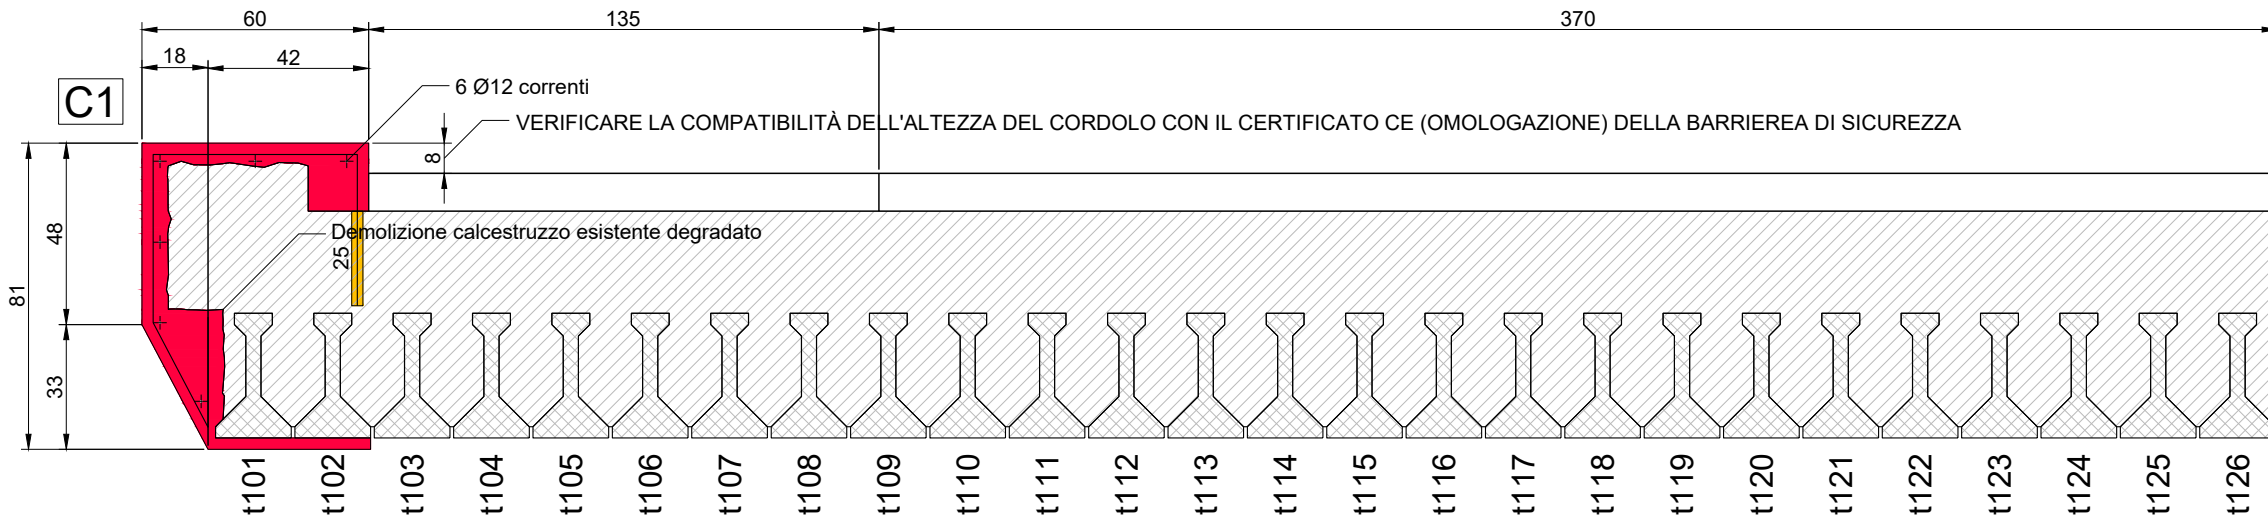 60
135
370
18
42
C1
6 Ø12 correnti
VERIFICARE LA COMPATIBILITÀ DELL'ALTEZZA DEL CORDOLO CON IL CERTIFICATO CE (OMOLOGAZIONE) DELLA BARRIEREA DI SICUREZZA
8
48
Demolizione calcestruzzo esistente degradato
25
81
33
t101
t102
t103
t104
t105
t106
t107
t108
t109
t110
t111
t112
t113
t114
t115
t116
t117
t118
t119
t120
t121
t122
t123
t124
t125
t126